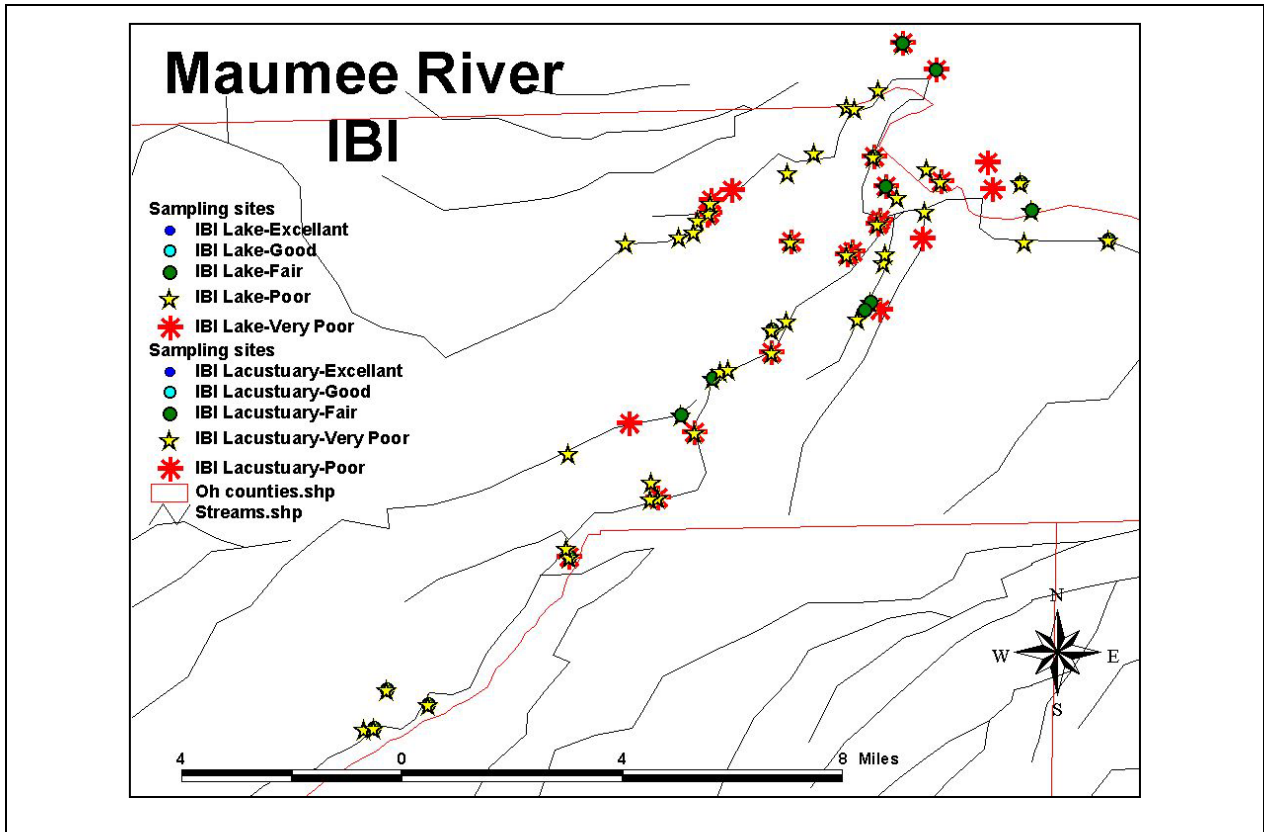 Maumee River
IBI
Sampling sites
IBI Lake-Excellant
IBI Lake-Good
IBI Lake-Fair
IBI Lake-Poor
IBI Lake-Very Poor
Sampling sites
IBI Lacustuary-Excellant
IBI Lacustuary-Good
IBI Lacustuary-Fair
IBI Lacustuary-Very Poor
IBI Lacustuary-Poor
Oh counties.shp
Streams.shp
N
W E
S
4 0 4 8 Miles